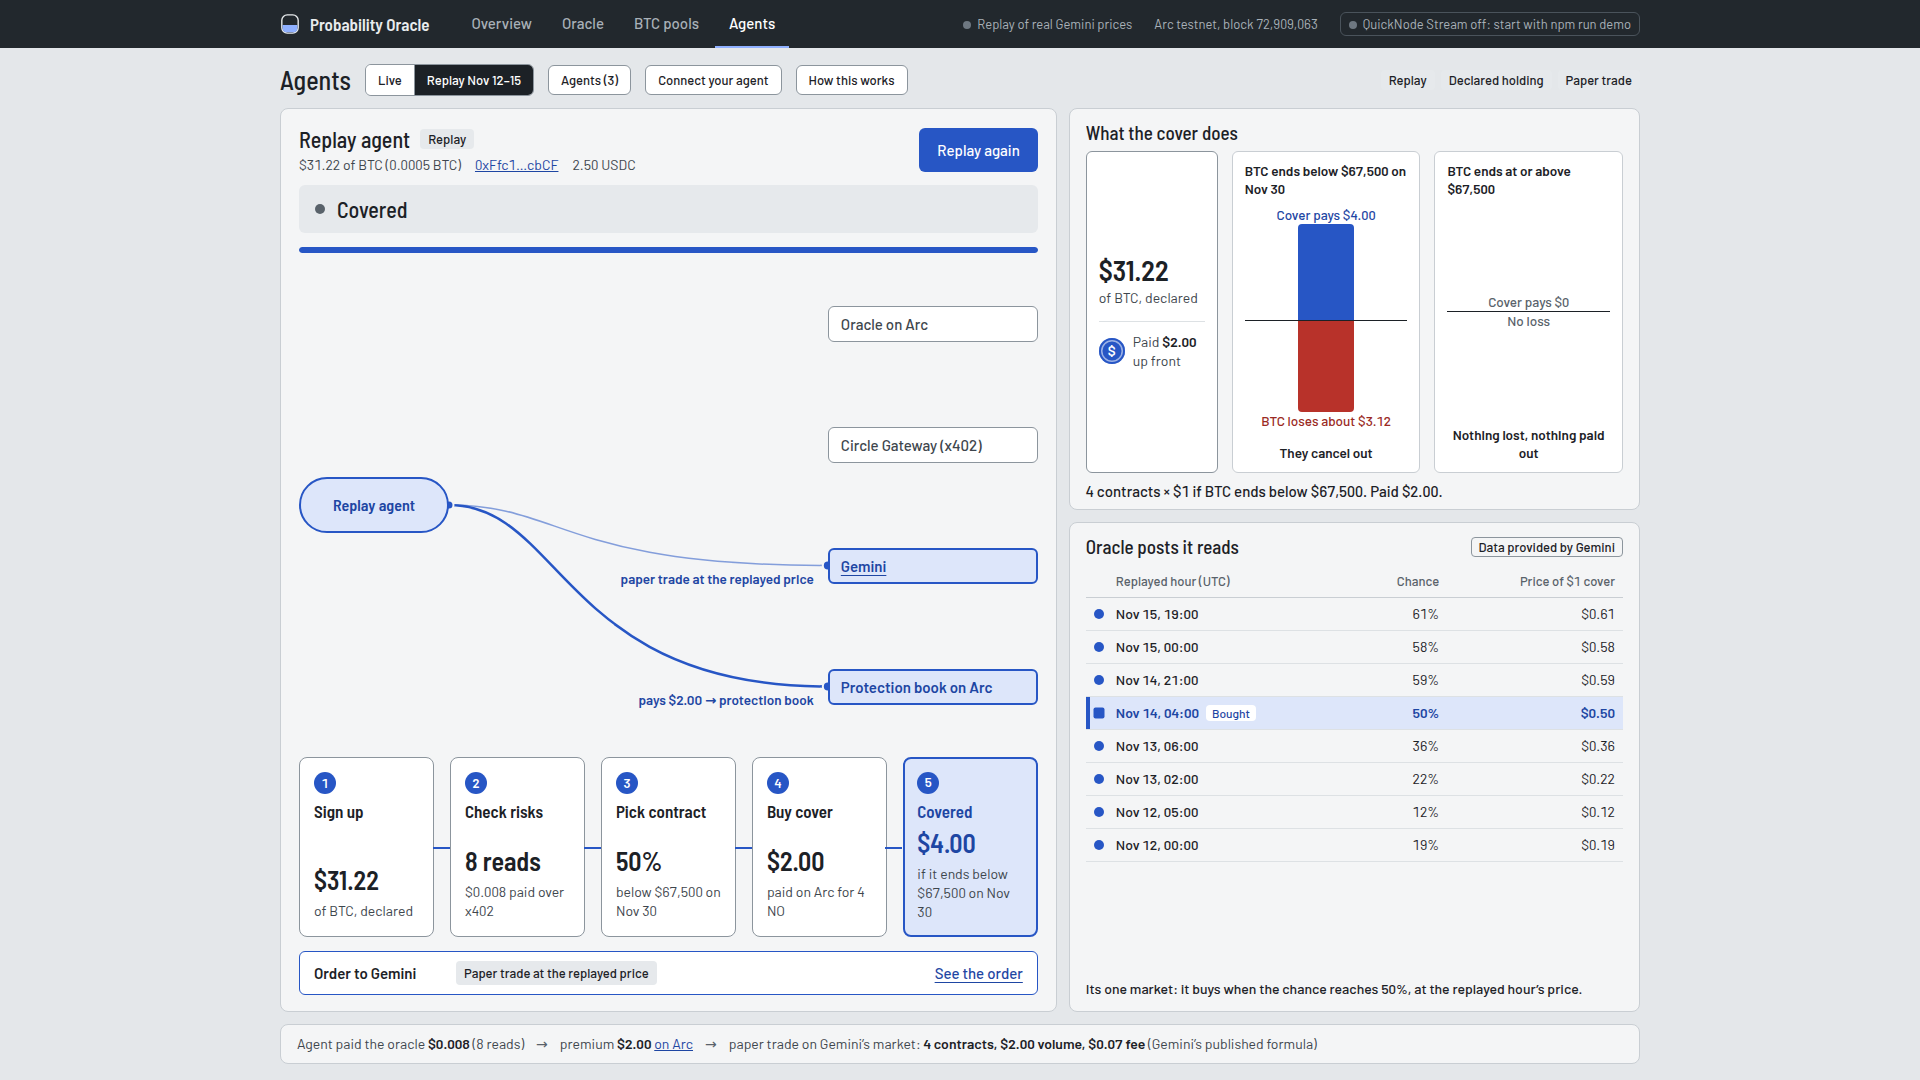 Probability Oracle
Overview
Oracle
BTC pools
Agents
Replay of real Gemini prices
Arc testnet, block 72,909,063
QuickNode Stream off: start with npm run demo
Agents
Live
Replay Nov 12–15
Agents (3)
Connect your agent
How this works
Replay
Declared holding
Paper trade
Replay agent
Replay
$31.22 of BTC (0.0005 BTC)
0xFfc1…cbCF
2.50 USDC
Replay again
Covered
Oracle on Arc
Circle Gateway (x402)
Replay agent
Gemini
paper trade at the replayed price
Protection book on Arc
pays $2.00 → protection book
1
Sign up
$31.22
of BTC, declared
2
Check risks
8 reads
$0.008 paid over
x402
3
Pick contract
50%
below $67,500 on
Nov 30
4
Buy cover
$2.00
paid on Arc for 4
NO
5
Covered
$4.00
if it ends below
$67,500 on Nov
30
Order to Gemini
Paper trade at the replayed price
See the order
What the cover does
$31.22
of BTC, declared
$
Paid $2.00
up front
BTC ends below $67,500 on
Nov 30
Cover pays $4.00
BTC loses about $3.12
They cancel out
BTC ends at or above
$67,500
Cover pays $0
No loss
Nothing lost, nothing paid
out
4 contracts × $1 if BTC ends below $67,500. Paid $2.00.
Oracle posts it reads
Data provided by Gemini
Replayed hour (UTC) Chance Price of $1 cover
Nov 15, 19:00 61% $0.61
Nov 15, 00:00 58% $0.58
Nov 14, 21:00 59% $0.59
Nov 14, 04:00 Bought 50% $0.50
Nov 13, 06:00 36% $0.36
Nov 13, 02:00 22% $0.22
Nov 12, 05:00 12% $0.12
Nov 12, 00:00 19% $0.19
Its one market: it buys when the chance reaches 50%, at the replayed hour's price.
Agent paid the oracle $0.008 (8 reads) → premium $2.00 on Arc → paper trade on Gemini's market: 4 contracts, $2.00 volume, $0.07 fee (Gemini's published formula)